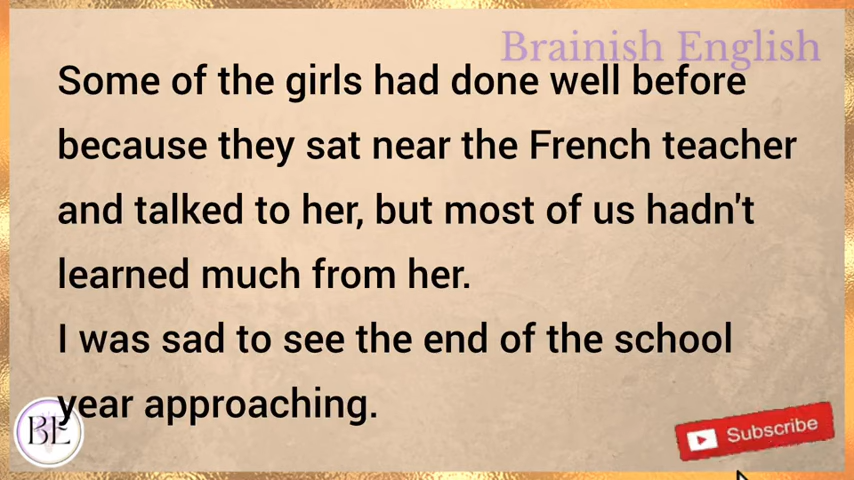 Brainish English
Some of the girls had done well before
because they sat near the French teacher
and talked to her, but most of us hadn't
learned much from her.
I was sad to see the end of the school
year approaching.
BE
Subscribe